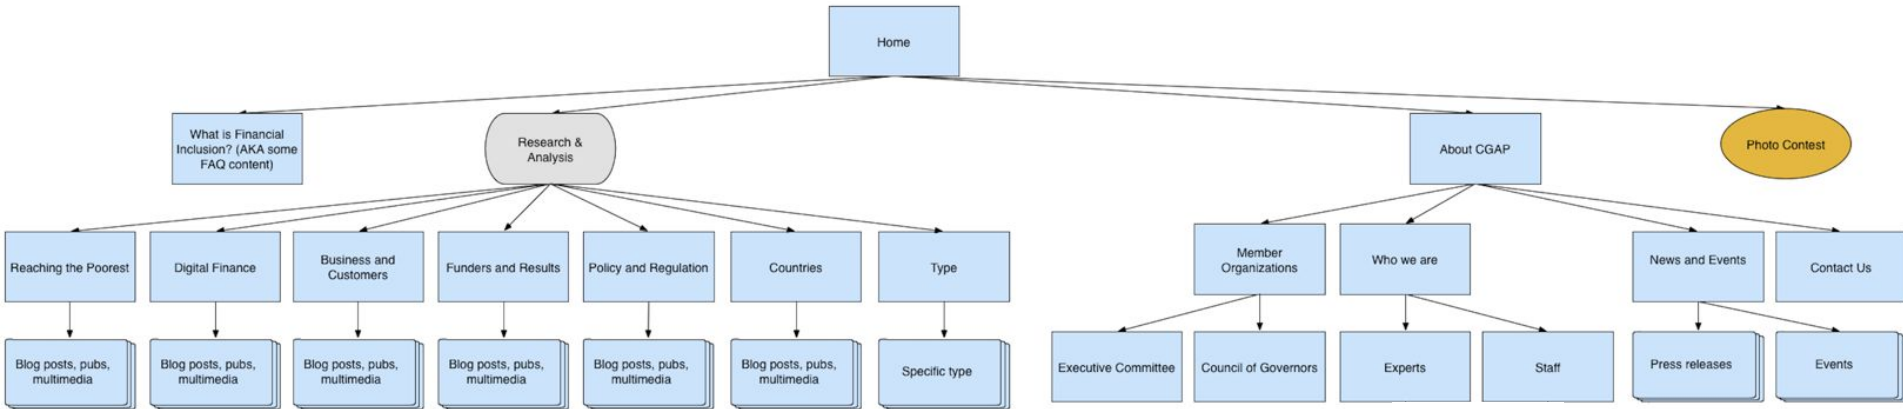 Home
What is Financial
Inclusion? (AKA some
FAQ content)
Research &
Analysis
About CGAP
Photo Contest
Reaching the Poorest
Digital Finance
Business and
Customers
Funders and Results
Policy and Regulation
Countries
Type
Member
Organizations
Who we are
News and Events
Contact Us
Blog posts, pubs,
multimedia
Blog posts, pubs,
multimedia
Blog posts, pubs,
multimedia
Blog posts, pubs,
multimedia
Blog posts, pubs,
multimedia
Blog posts, pubs,
multimedia
Specific type
Executive Committee
Council of Governors
Experts
Staff
Press releases
Events